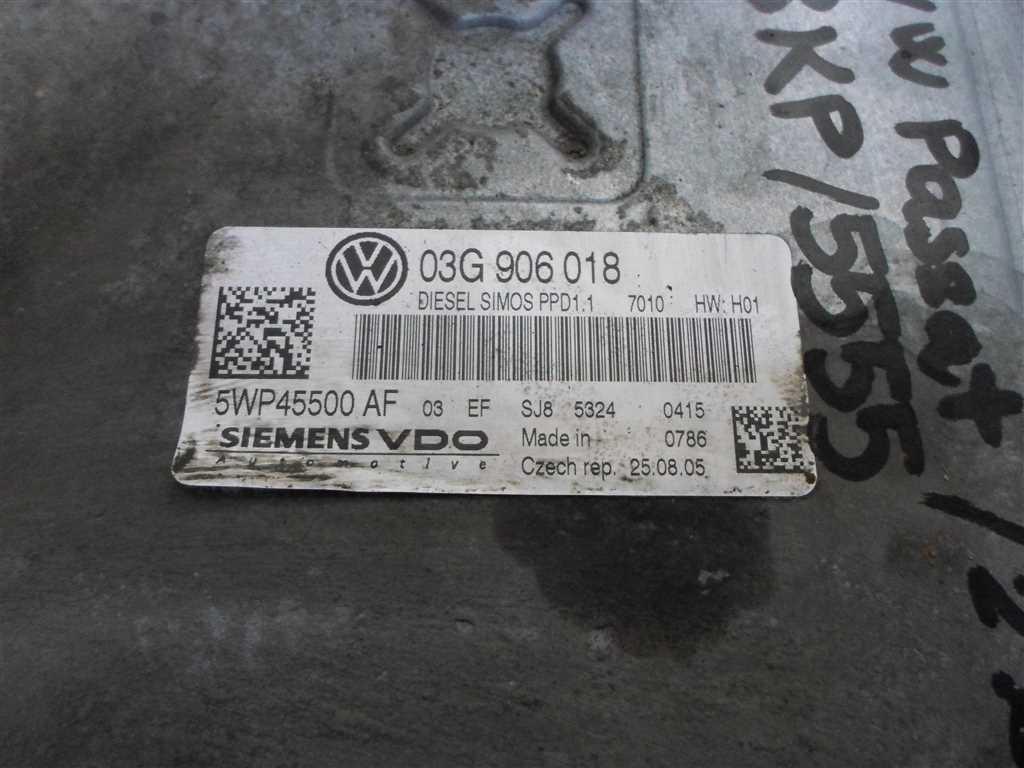 03G 906 018
DIESEL SIMOS PPD1.1 7010 HW: H01
5WP45500 AF 03 EF SJ8 5324 0415
SIEMENS VDO Made in 0786
Automotive Czech rep. 25.08.05
VW Passat
BKP/5555